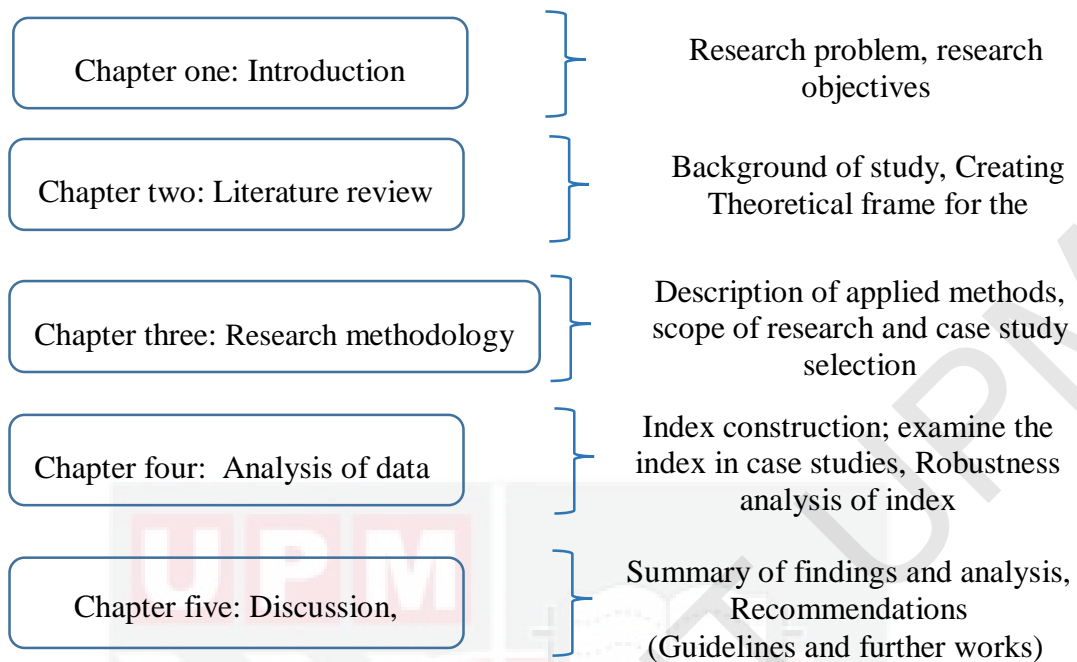 Chapter one: Introduction
Research problem, research
objectives
Chapter two: Literature review
Background of study, Creating
Theoretical frame for the
Chapter three: Research methodology
Description of applied methods,
scope of research and case study
selection
Chapter four: Analysis of data
Index construction; examine the
index in case studies, Robustness
analysis of index
Chapter five: Discussion,
Summary of findings and analysis,
Recommendations
(Guidelines and further works)
UPM
UPM